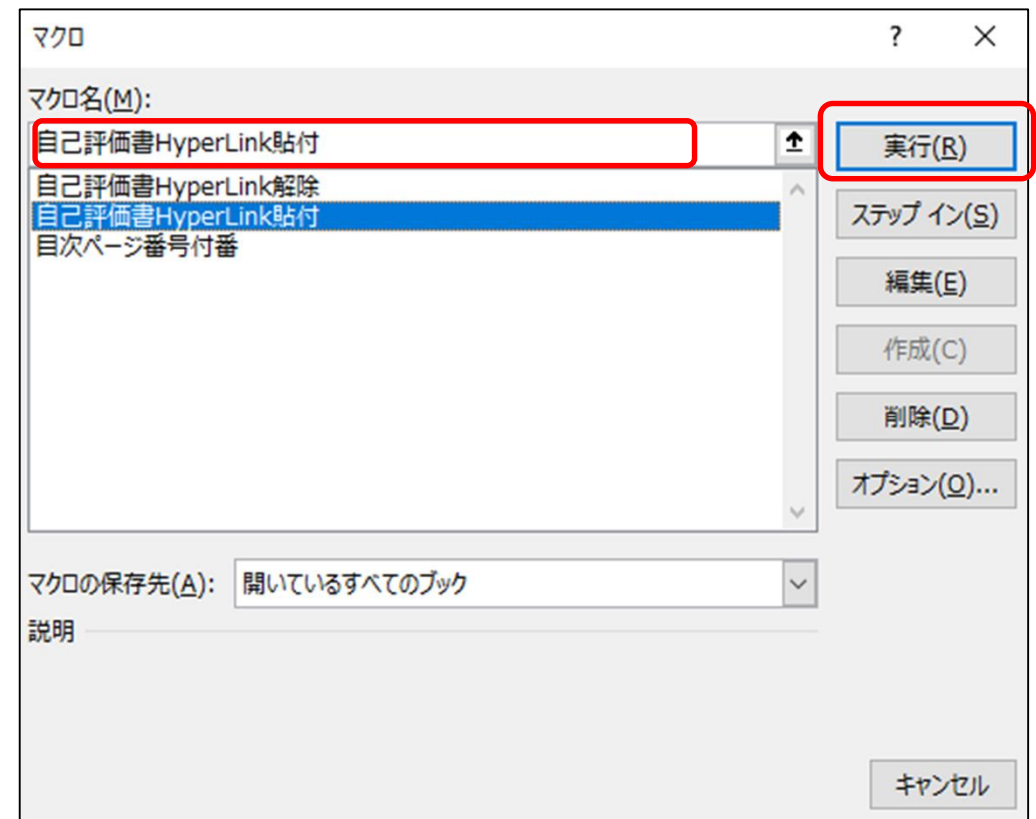 マクロ
?
マクロ名(M):
自己評価書HyperLink貼付
実行(R)
自己評価書HyperLink解除
自己評価書HyperLink貼付
目次ページ番号付番
ステップ イン(S)
編集(E)
作成(C)
削除(D)
オプション(O)...
マクロの保存先(A):
開いているすべてのブック
説明
キャンセル